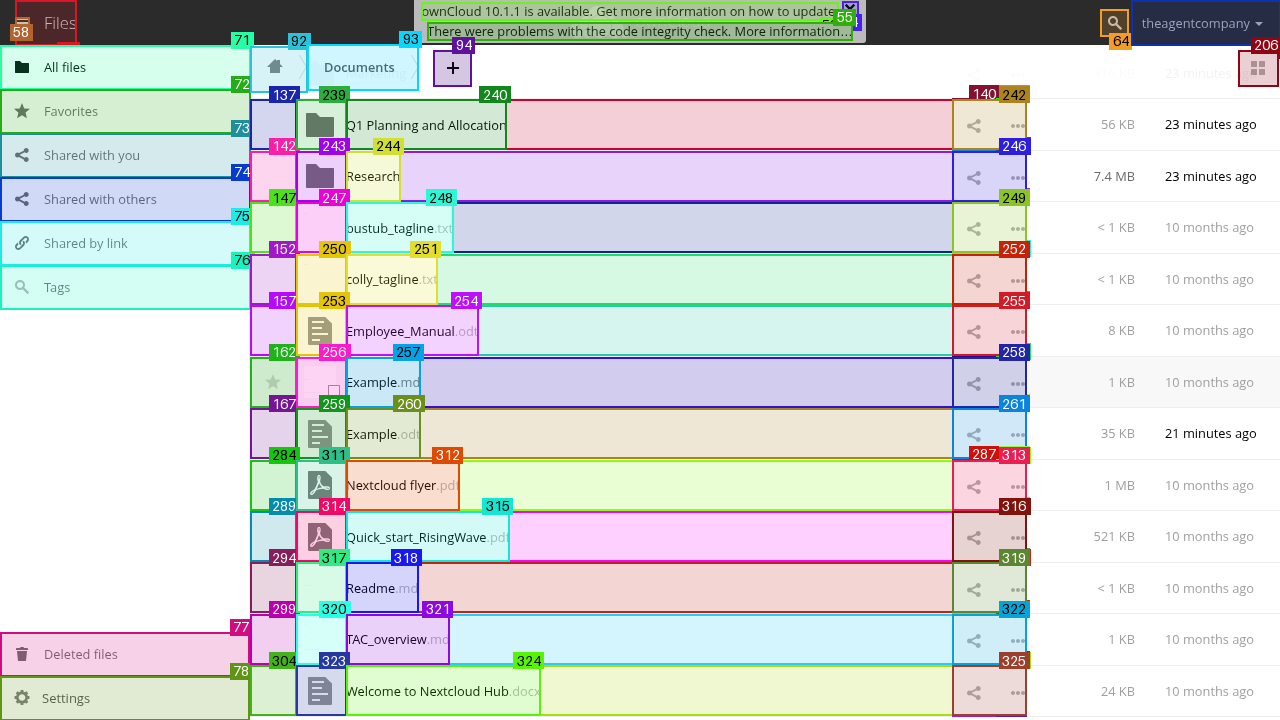 ownCloud 10.1.1 is available. Get more information on how to update
There were problems with the code integrity check. More information...
Files
theagentcompany
58
55
64
71
92
93
94
206
All files
Documents
+
23 minutes ago
72
137
239
240
140
242
Favorites
Q1 Planning and Allocation
56 KB
23 minutes ago
73
142
243
244
246
Shared with you
Research
7.4 MB
23 minutes ago
74
147
247
248
249
Shared with others
bustub_tagline.txt
< 1 KB
10 months ago
75
152
250
251
252
Shared by link
colly_tagline.txt
< 1 KB
10 months ago
76
157
253
254
255
Tags
Employee_Manual.odt
8 KB
10 months ago
162
256
257
258
Example.md
1 KB
10 months ago
167
259
260
261
Example.odt
35 KB
21 minutes ago
284
311
312
287
313
Nextcloud flyer.pdf
1 MB
10 months ago
289
314
315
316
Quick_start_RisingWave.pdf
521 KB
10 months ago
294
317
318
319
Readme.md
< 1 KB
10 months ago
299
320
321
322
77
Deleted files
TAC_overview.md
1 KB
10 months ago
304
323
324
325
78
Settings
Welcome to Nextcloud Hub.docx
24 KB
10 months ago